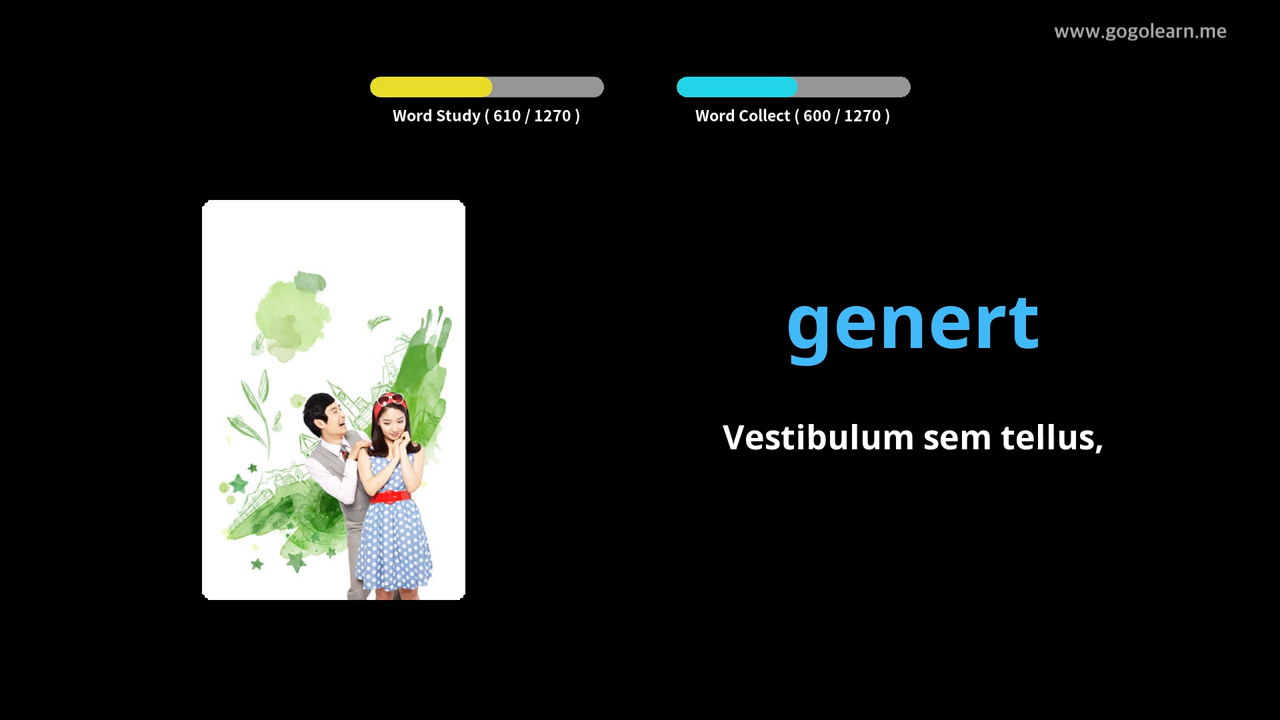 www.gogolearn.me
Word Study ( 610 / 1270 )
Word Collect ( 600 / 1270 )
genert
Vestibulum sem tellus,